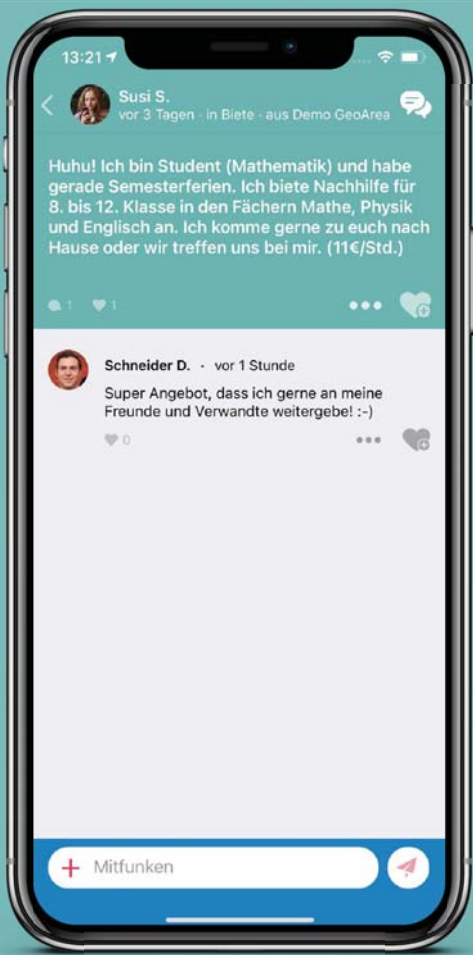 13:21
Susi S.
vor 3 Tagen · in Biete · aus Demo GeoArea
Huhu! Ich bin Student (Mathematik) und habe
gerade Semesterferien. Ich biete Nachhilfe für
8. bis 12. Klasse in den Fächern Mathe, Physik
und Englisch an. Ich komme gerne zu euch nach
Hause oder wir treffen uns bei mir. (11€/Std.)
1 1
Schneider D. · vor 1 Stunde
Super Angebot, dass ich gerne an meine
Freunde und Verwandte weitergebe! :-)
0
Mitfunken